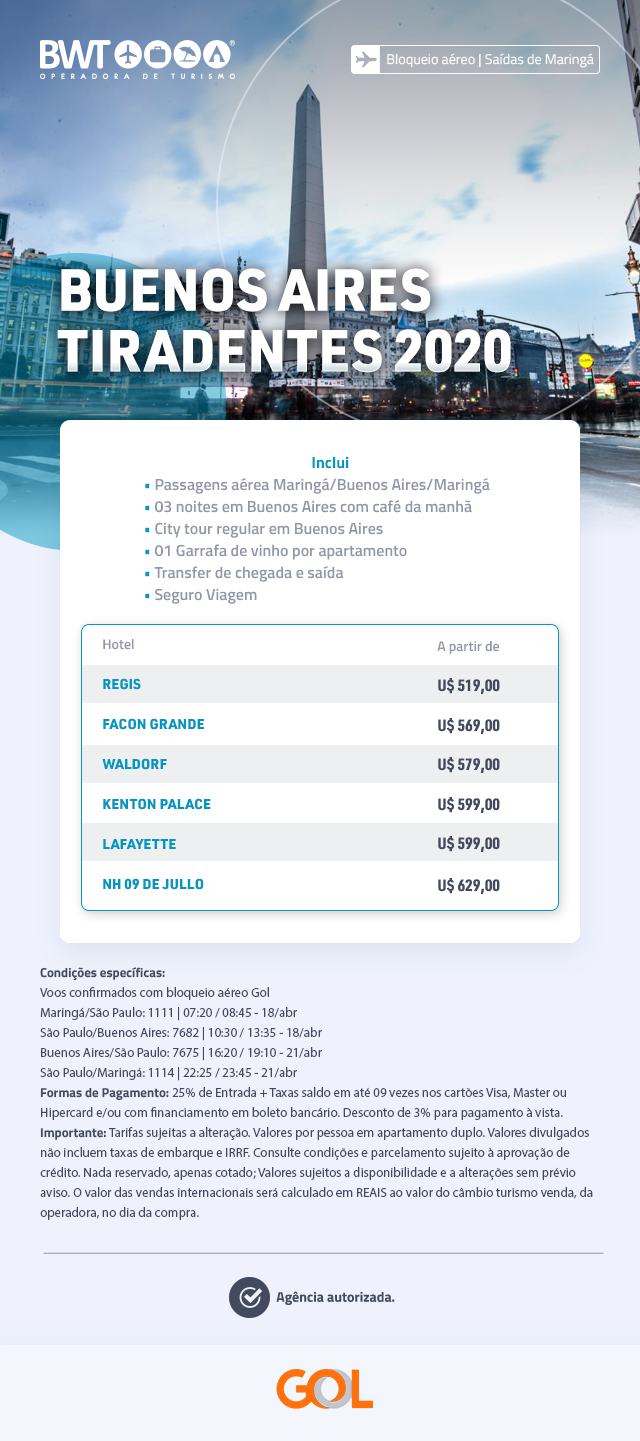 BWT
OPERADORA DE TURISMO
Bloqueio aéreo | Saídas de Maringá
BUENOS AIRES
TIRADENTES 2020
Inclui
▪ Passagens aérea Maringá/Buenos Aires/Maringá
▪ 03 noites em Buenos Aires com café da manhã
▪ City tour regular em Buenos Aires
▪ 01 Garrafa de vinho por apartamento
▪ Transfer de chegada e saída
▪ Seguro Viagem
Hotel A partir de
REGIS U$ 519,00
FACON GRANDE U$ 569,00
WALDORF U$ 579,00
KENTON PALACE U$ 599,00
LAFAYETTE U$ 599,00
NH 09 DE JULLO U$ 629,00
Condições específicas:
Voos confirmados com bloqueio aéreo Gol
Maringá/São Paulo: 1111 | 07:20 / 08:45 - 18/abr
São Paulo/Buenos Aires: 7682 | 10:30 / 13:35 - 18/abr
Buenos Aires/São Paulo: 7675 | 16:20 / 19:10 - 21/abr
São Paulo/Maringá: 1114 | 22:25 / 23:45 - 21/abr
Formas de Pagamento: 25% de Entrada + Taxas saldo em até 09 vezes nos cartões Visa, Master ou
Hipercard e/ou com financiamento em boleto bancário. Desconto de 3% para pagamento à vista.
Importante: Tarifas sujeitas a alteração. Valores por pessoa em apartamento duplo. Valores divulgados
não incluem taxas de embarque e IRRF. Consulte condições e parcelamento sujeito à aprovação de
crédito. Nada reservado, apenas cotado; Valores sujeitos a disponibilidade e a alterações sem prévio
aviso. O valor das vendas internacionais será calculado em REAIS ao valor do câmbio turismo venda, da
operadora, no dia da compra.
Agência autorizada.
GOL